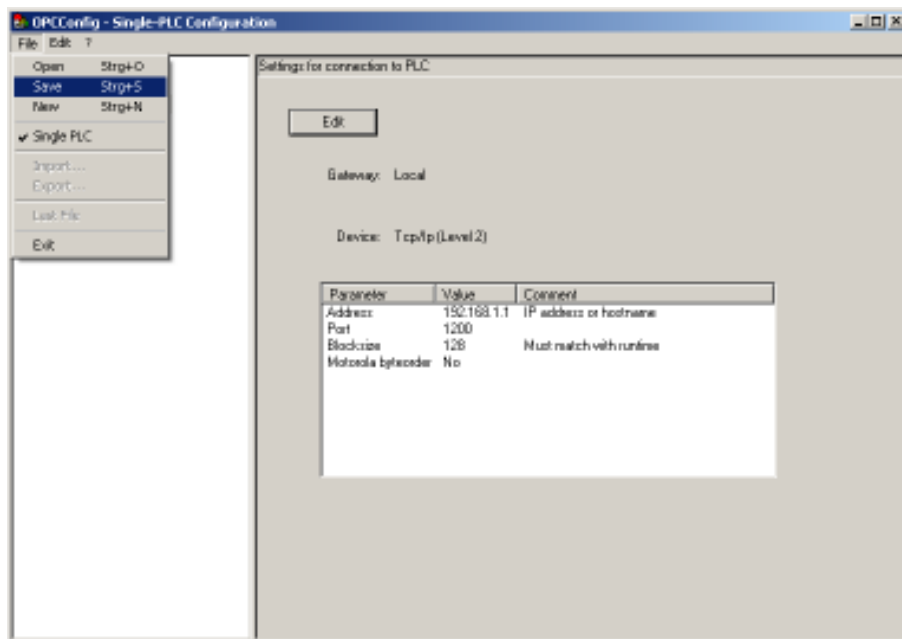 OPCConfig - Single-PLC Configuration
File Edit ?
Open Strg+O
Save Strg+S
New Strg+N
Single PLC
Import...
Export...
Last File
Exit
Settings for connection to PLC
Edit
Gateway: Local
Device: Tcp/Ip (Level 2)
Parameter Value Comment
Address 192.168.1.1 IP address or hostname
Port 1200
Blocksize 128 Must match with runtime
Motorola byteorder No